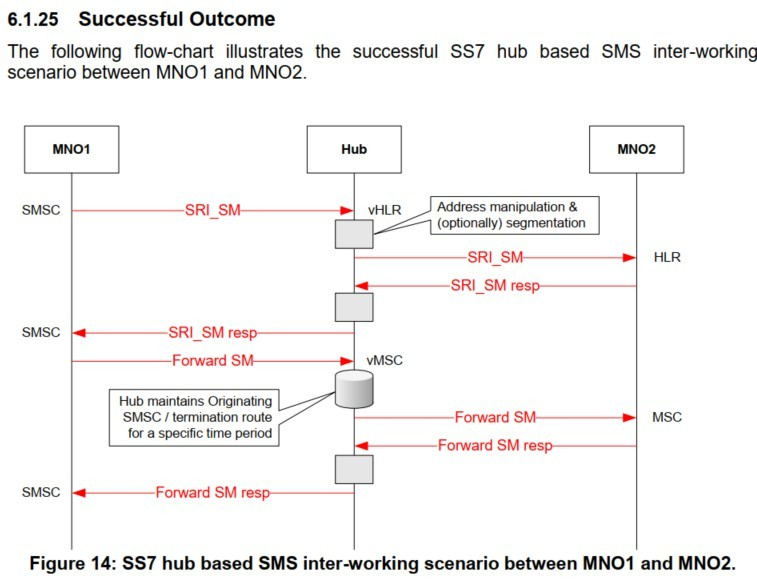 6.1.25 Successful Outcome
The following flow-chart illustrates the successful SS7 hub based SMS inter-working
scenario between MNO1 and MNO2.
MNO1
Hub
MNO2
SMSC
SRI_SM
vHLR
Address manipulation &
(optionally) segmentation
SRI_SM
HLR
SRI_SM resp
SMSC
SRI_SM resp
Forward SM
vMSC
Hub maintains Originating
SMSC / termination route
for a specific time period
Forward SM
MSC
Forward SM resp
SMSC
Forward SM resp
Figure 14: SS7 hub based SMS inter-working scenario between MNO1 and MNO2.